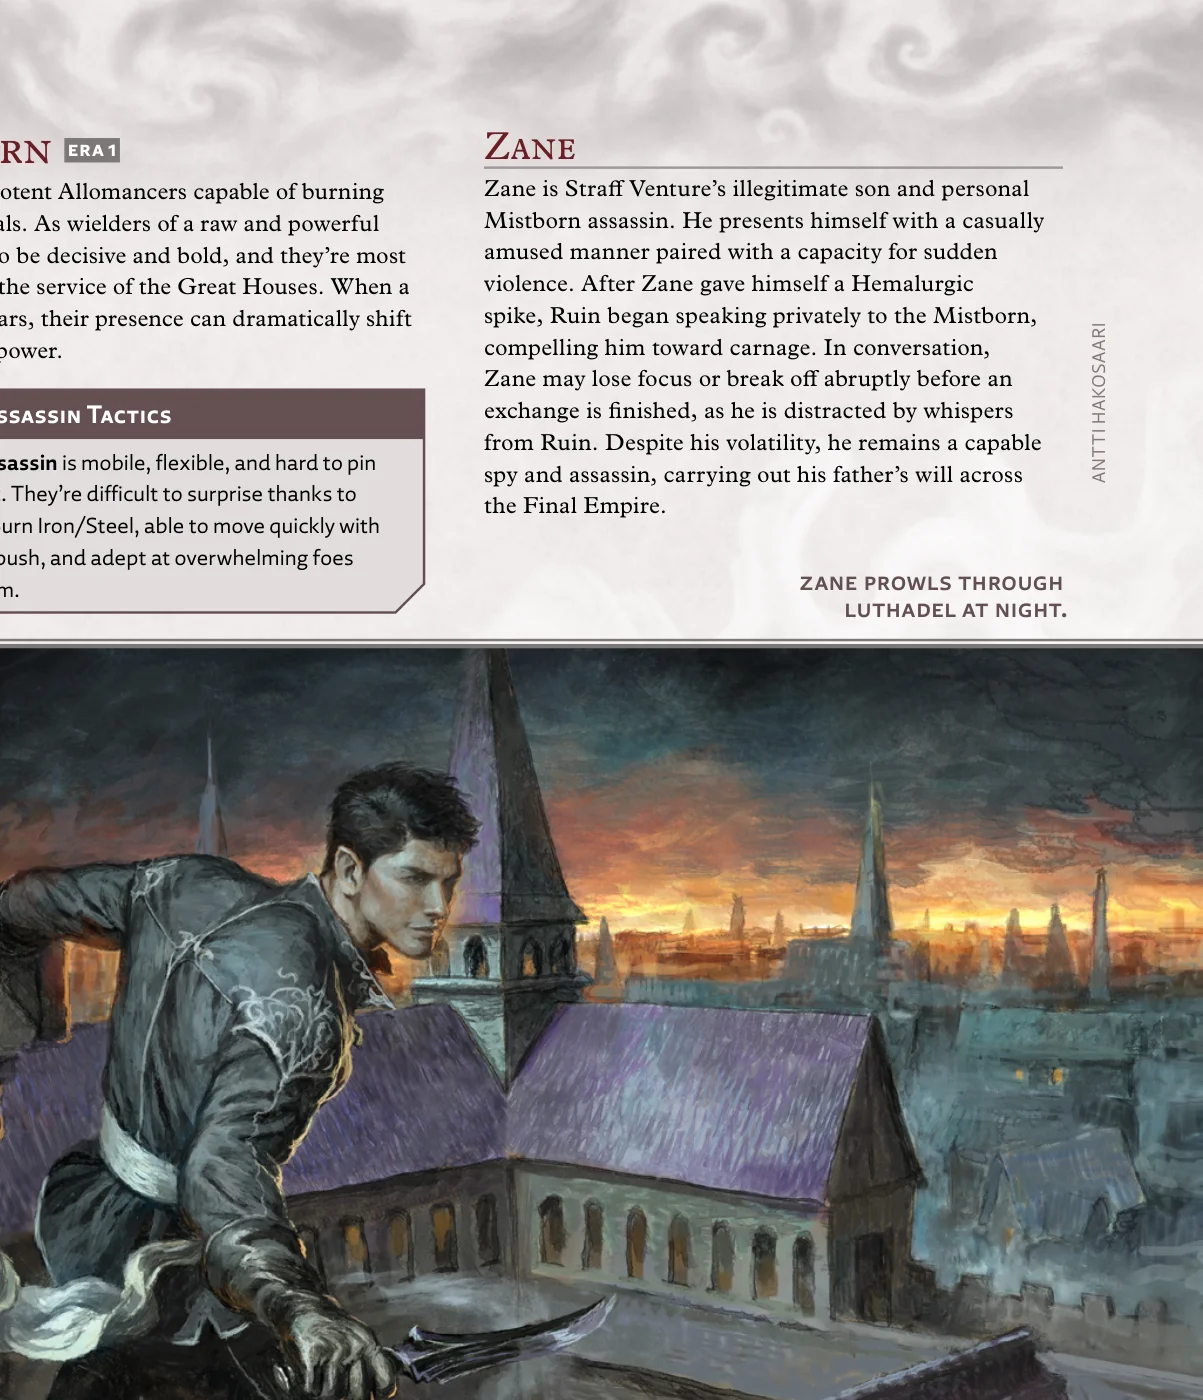 RN ERA 1
otent Allomancers capable of burning
als. As wielders of a raw and powerful
o be decisive and bold, and they’re most
the service of the Great Houses. When a
ars, their presence can dramatically shift
power.
ssassin Tactics
sassin is mobile, flexible, and hard to pin
. They’re difficult to surprise thanks to
Burn Iron/Steel, able to move quickly with
push, and adept at overwhelming foes
m.
Zane
Zane is Straff Venture’s illegitimate son and personal
Mistborn assassin. He presents himself with a casually
amused manner paired with a capacity for sudden
violence. After Zane gave himself a Hemalurgic
spike, Ruin began speaking privately to the Mistborn,
compelling him toward carnage. In conversation,
Zane may lose focus or break off abruptly before an
exchange is finished, as he is distracted by whispers
from Ruin. Despite his volatility, he remains a capable
spy and assassin, carrying out his father’s will across
the Final Empire.
ANTTI HAKOSAARI
ZANE PROWLS THROUGH
LUTHADEL AT NIGHT.